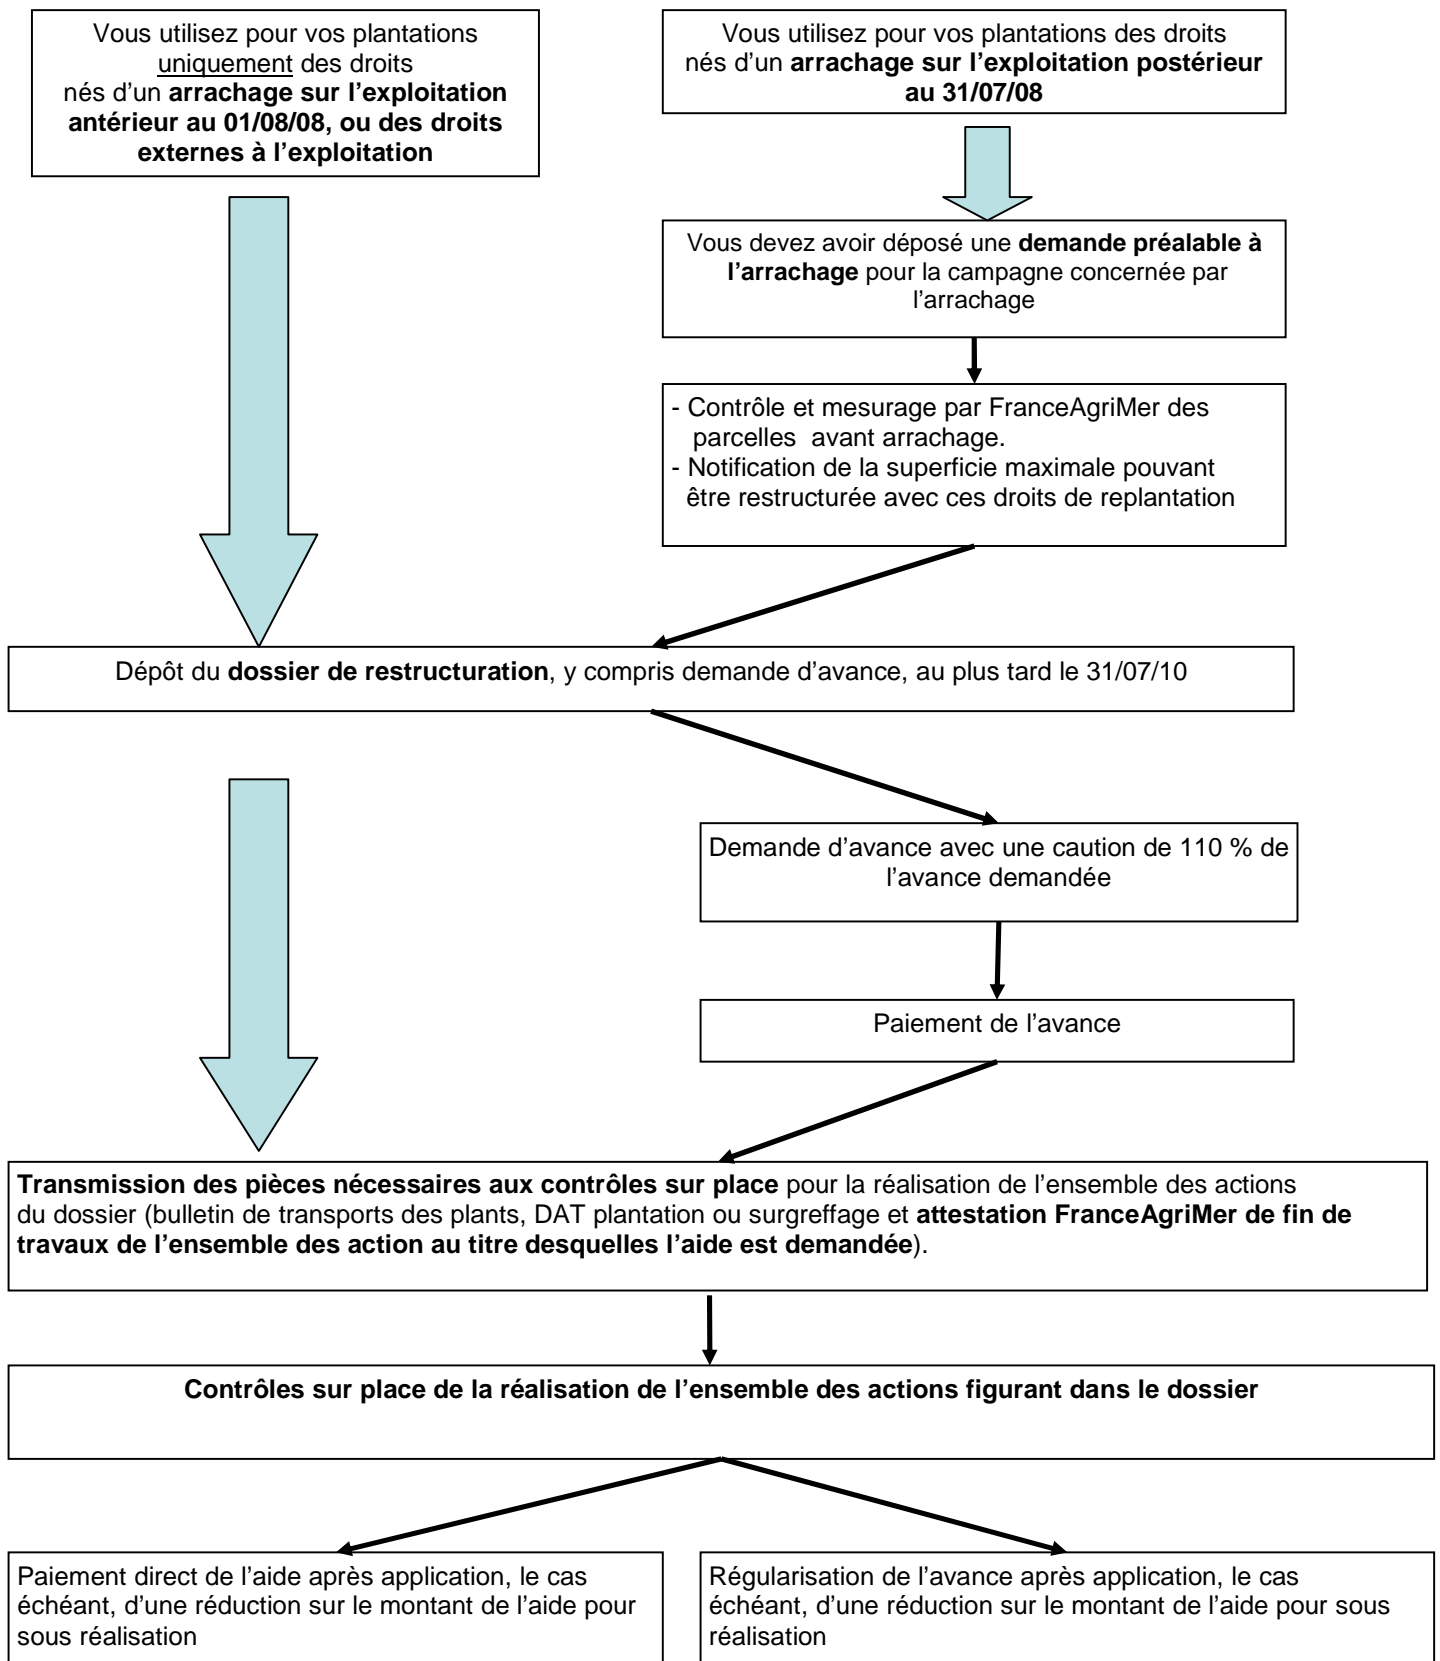 Vous utilisez pour vos plantations
uniquement des droits
nés d’un arrachage sur l’exploitation
antérieur au 01/08/08, ou des droits
externes à l’exploitation
Vous utilisez pour vos plantations des droits
nés d’un arrachage sur l’exploitation postérieur
au 31/07/08
Vous devez avoir déposé une demande préalable à
l’arrachage pour la campagne concernée par
l’arrachage
- Contrôle et mesurage par FranceAgriMer des
parcelles avant arrachage.
- Notification de la superficie maximale pouvant
être restructurée avec ces droits de replantation
Dépôt du dossier de restructuration, y compris demande d’avance, au plus tard le 31/07/10
Demande d’avance avec une caution de 110 % de
l’avance demandée
Paiement de l’avance
Transmission des pièces nécessaires aux contrôles sur place pour la réalisation de l’ensemble des actions
du dossier (bulletin de transports des plants, DAT plantation ou surgreffage et attestation FranceAgriMer de fin de
travaux de l’ensemble des action au titre desquelles l’aide est demandée).
Contrôles sur place de la réalisation de l’ensemble des actions figurant dans le dossier
Paiement direct de l’aide après application, le cas
échéant, d’une réduction sur le montant de l’aide pour
sous réalisation
Régularisation de l’avance après application, le cas
échéant, d’une réduction sur le montant de l’aide pour sous
réalisation